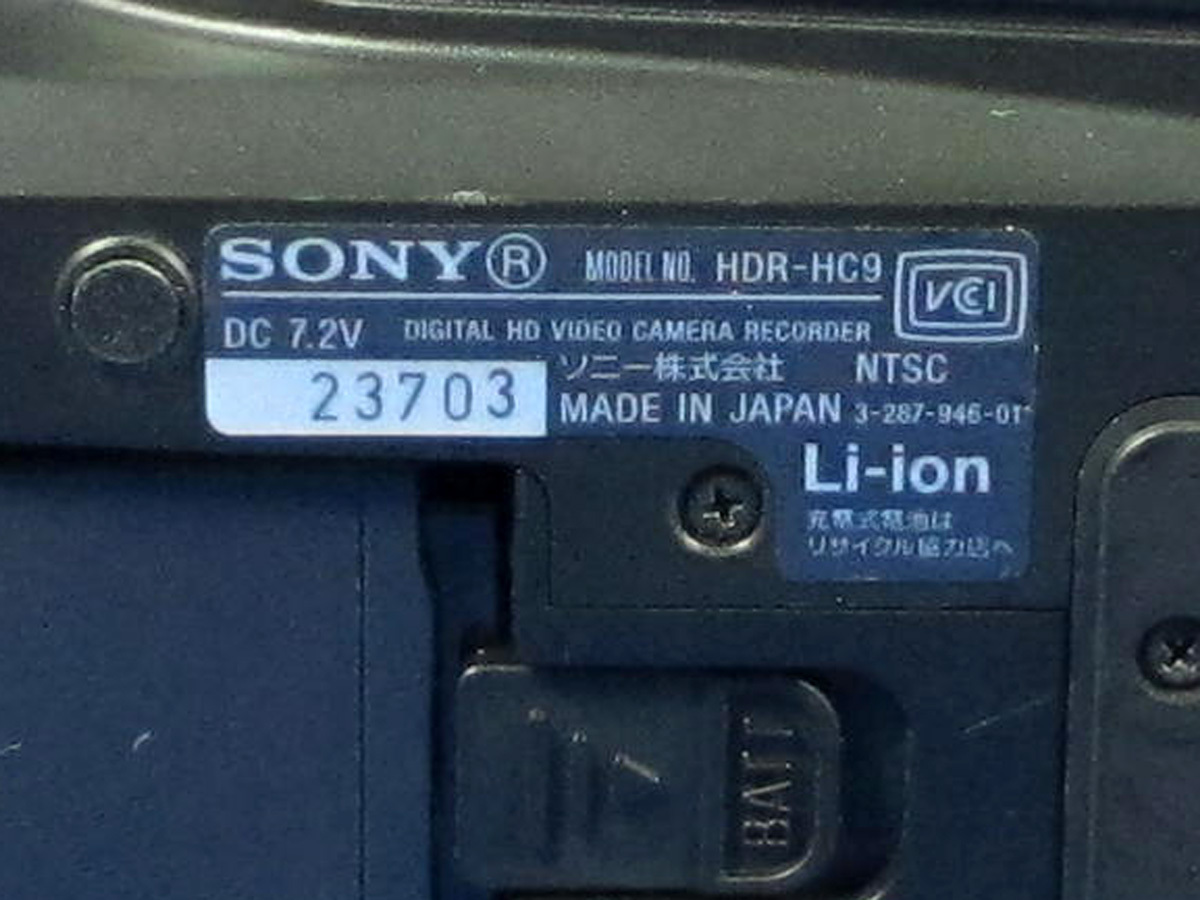 SONY® MODEL NO. HDR-HC9
VCCI
DC 7.2V DIGITAL HD VIDEO CAMERA RECORDER
ソニー株式会社 NTSC
23703 MADE IN JAPAN 3-287-946-01*
Li-ion
充電式電池は
リサイクル協力店へ
BATT